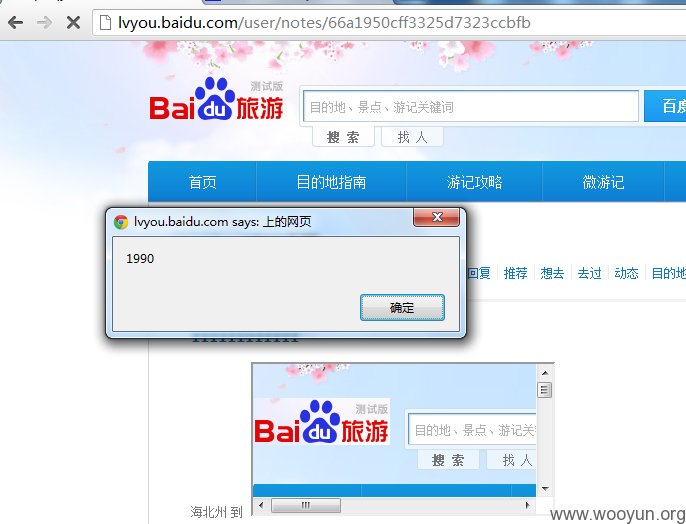 lvyou.baidu.com/user/notes/66a1950cff3325d7323ccbfb
测试版
Bai du 旅游
目的地、景点、游记关键词
百度
搜索
找人
首页
目的地指南
游记攻略
微游记
lvyou.baidu.com says: 上的网页
1990
确定
回复
推荐
想去
去过
动态
目的地
测试版
Bai du 旅游
目的地、景点、游记关键
搜索
找人
海北州 到
www.wooyun.org